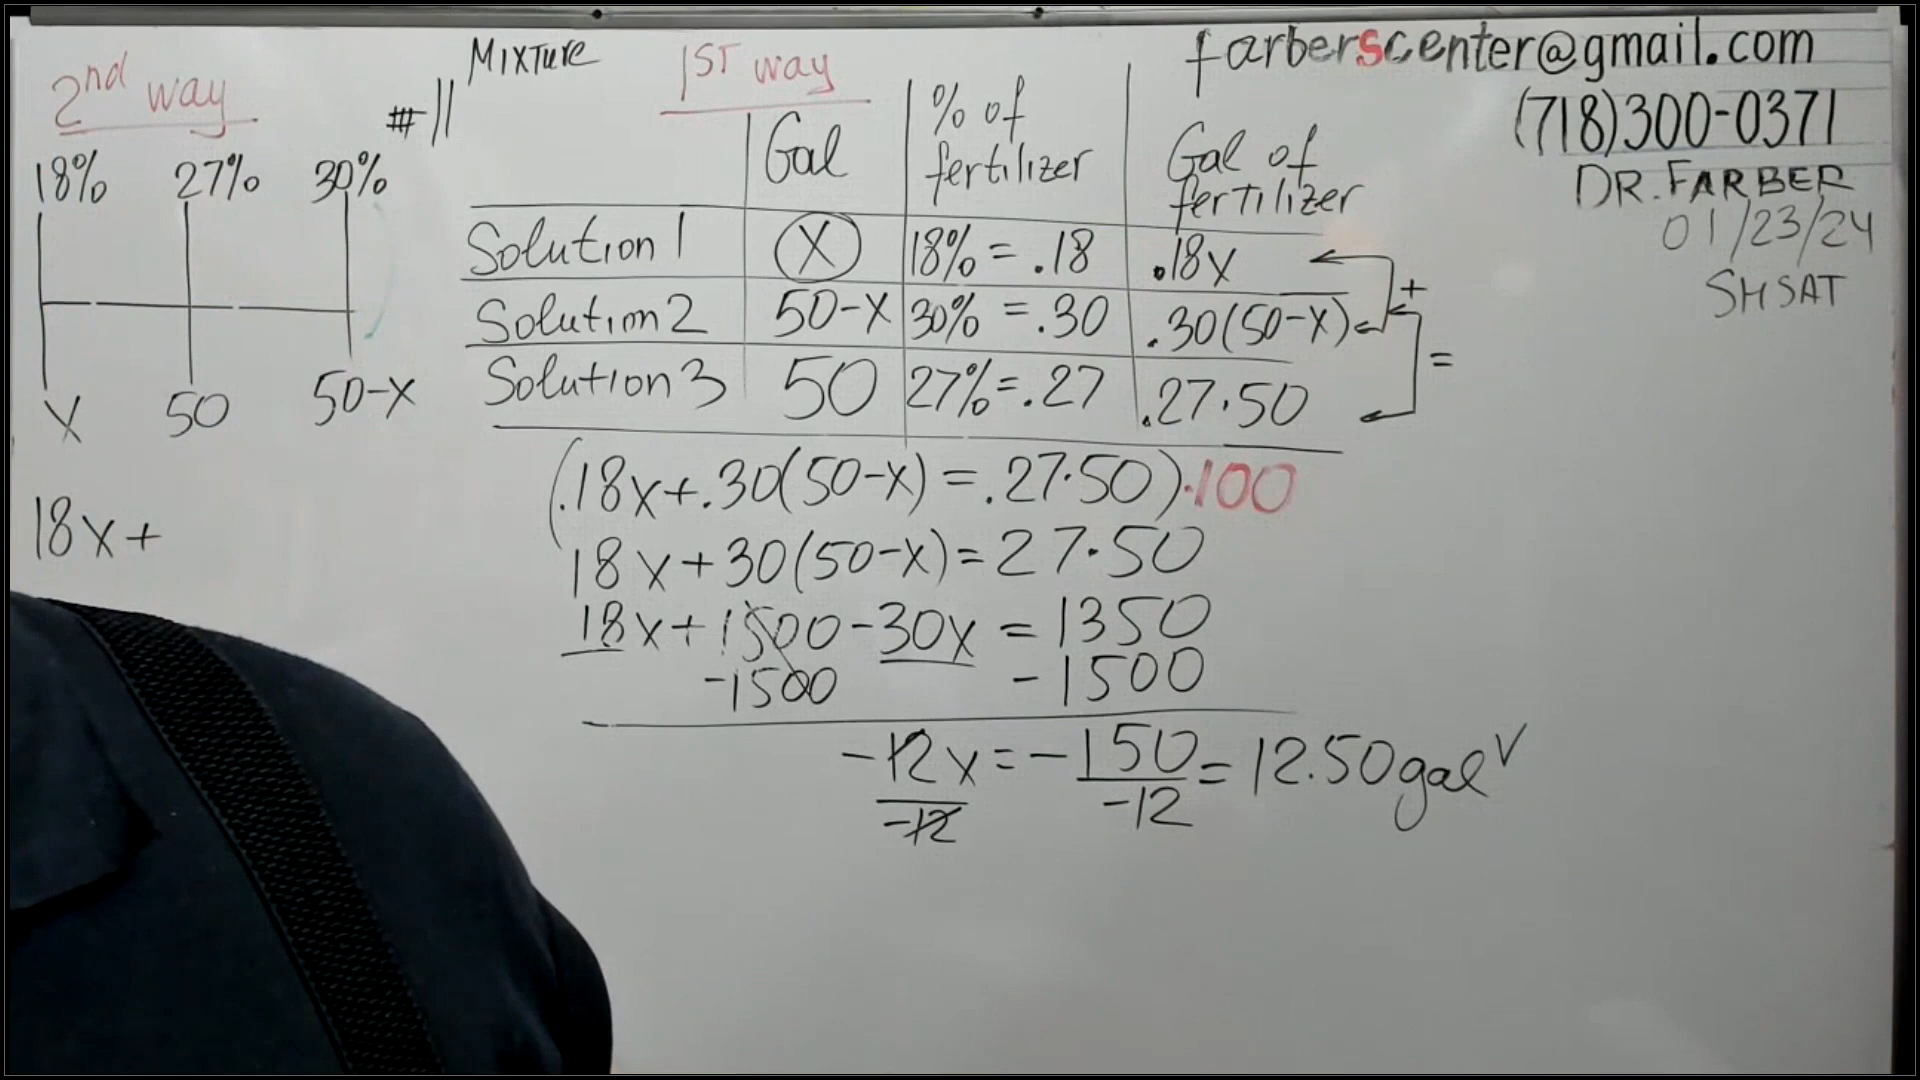 2nd way
18% 27% 30%
X 50 50-X
18x+
#11
Mixture
1ST way
Gal
% of
fertilizer
Gal of
fertilizer
Solution 1 X 18% = .18 .18x
Solution 2 50-X 30% = .30 .30(50-X)
Solution 3 50 27% = .27 .27·50
+
=
(.18x+.30(50-X) = .27·50)·100
18x+30(50-X)=27·50
18x+1500-30x = 1350
-1500 -1500
-12x = -150 = 12.50 gal √
-12 -12
farberscenter@gmail.com
(718)300-0371
DR. FARBER
01/23/24
SHSAT